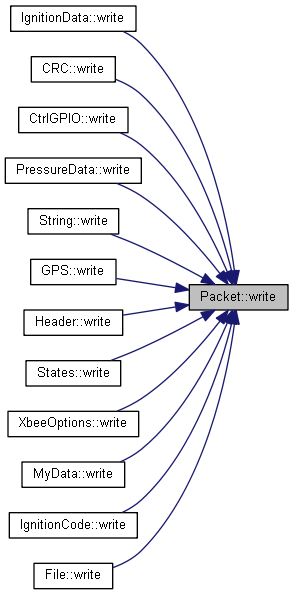 IgnitionData::write
CRC::write
CtrlGPIO::write
PressureData::write
String::write
GPS::write
Packet::write
Header::write
States::write
XbeeOptions::write
MyData::write
IgnitionCode::write
File::write